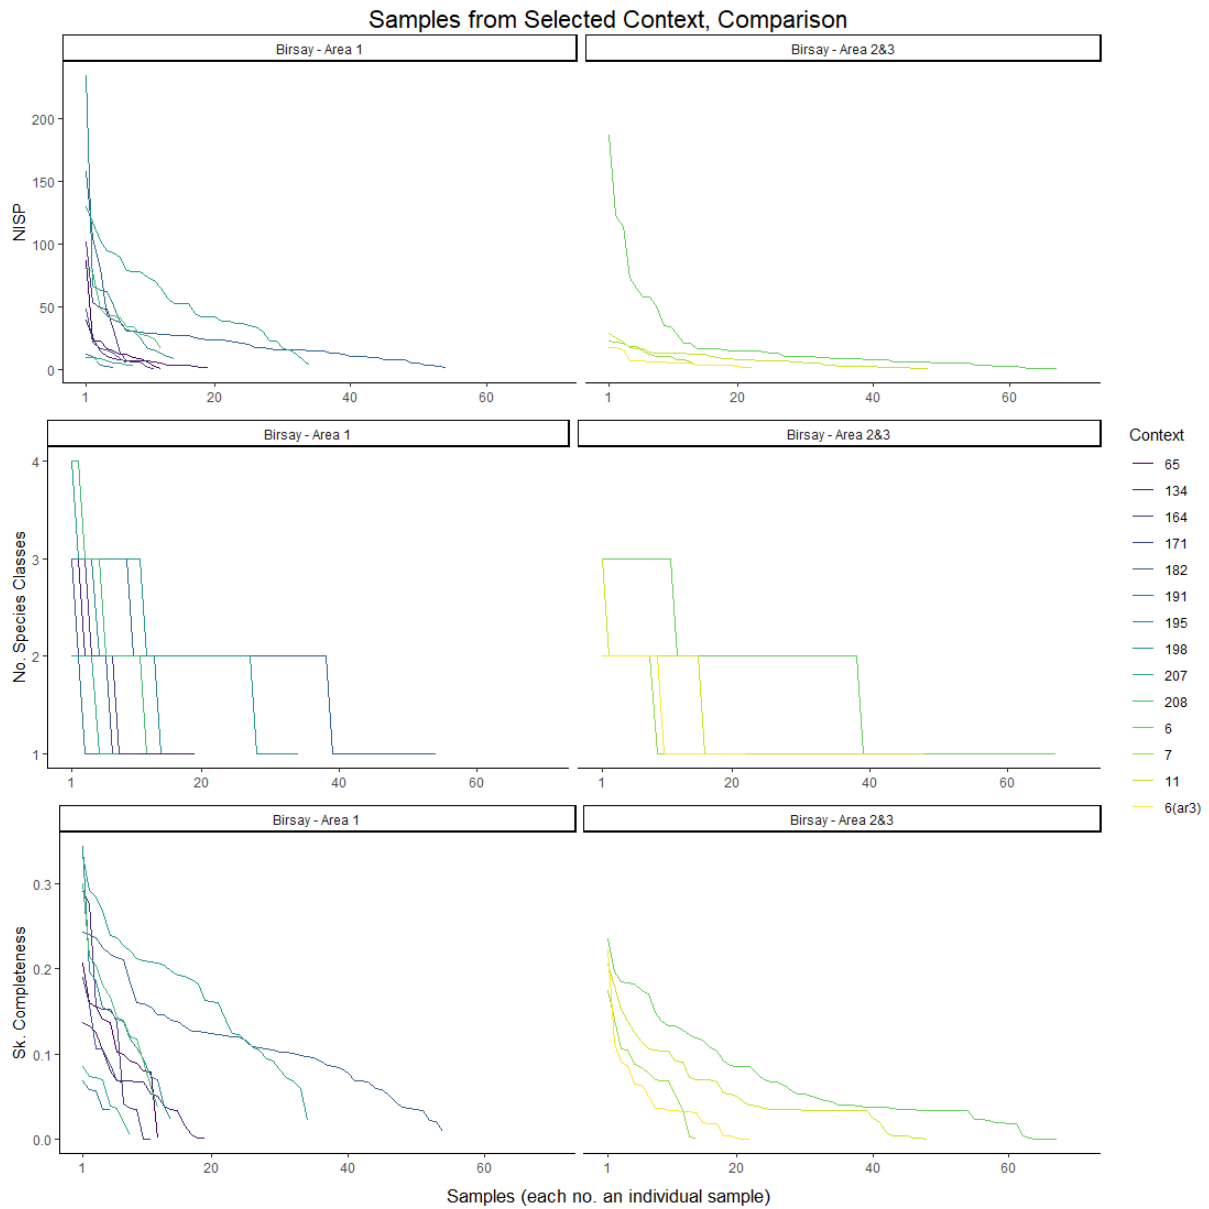 Samples from Selected Context, Comparison
Birsay - Area 1
Birsay - Area 2&3
NISP
200
150
100
50
0
1 20 40 60
1 20 40 60
Birsay - Area 1
Birsay - Area 2&3
No. Species Classes
4
3
2
1
1 20 40 60
1 20 40 60
Birsay - Area 1
Birsay - Area 2&3
Sk. Completeness
0.3
0.2
0.1
0.0
1 20 40 60
1 20 40 60
Samples (each no. an individual sample)
Context
65
134
164
171
182
191
195
198
207
208
6
7
11
6(ar3)